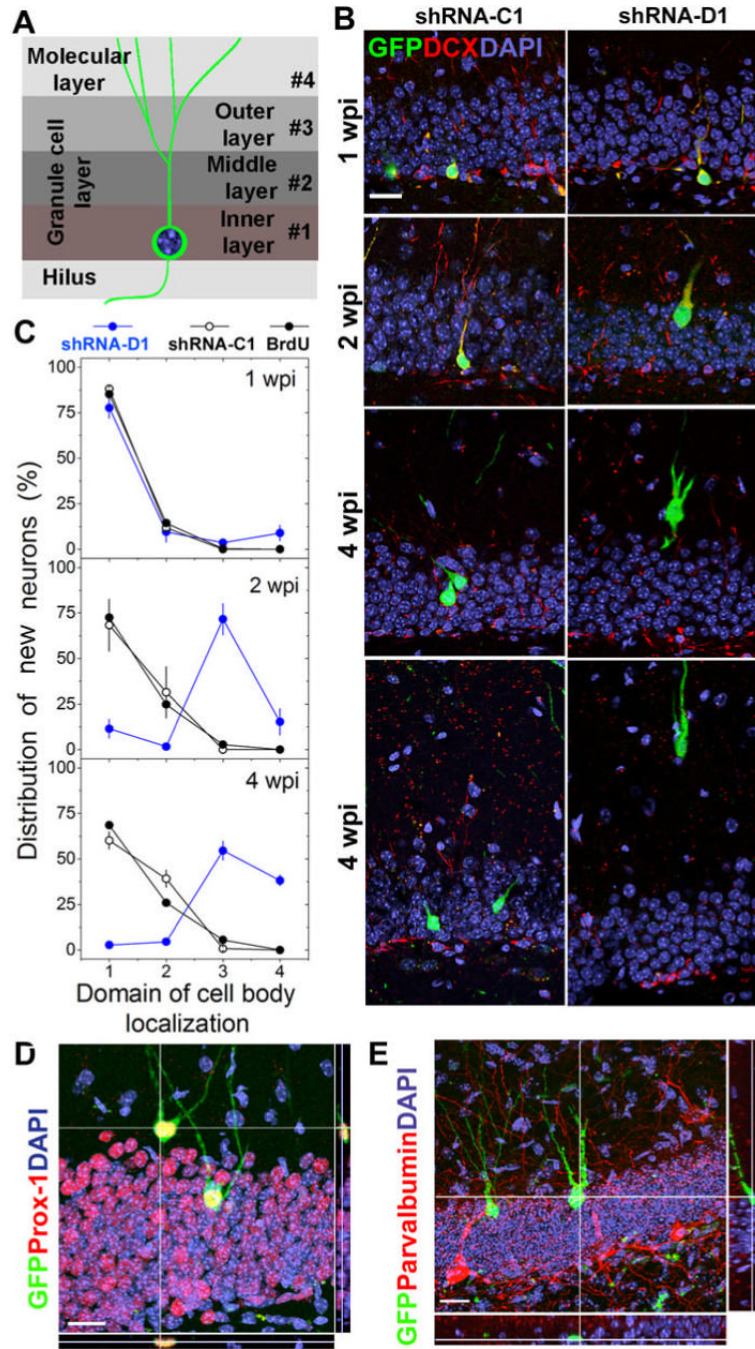 A
Molecular layer
#4
Outer layer
#3
Middle layer
#2
Inner layer
#1
Granule cell layer
Hilus
B
shRNA-C1
shRNA-D1
GFPDCXDAPI
1 wpi
2 wpi
4 wpi
4 wpi
C
shRNA-D1
shRNA-C1
BrdU
1 wpi
100
75
50
25
0
2 wpi
100
75
50
25
0
4 wpi
100
75
50
25
0
1 2 3 4
Distribution of new neurons (%)
Domain of cell body
localization
D
GFPProx-1DAPI
E
GFPParvalbuminDAPI